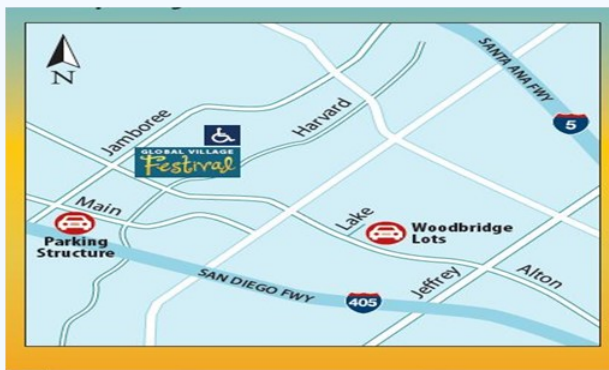 SANTA ANA FWY
5
Jamboree
Harvard
GLOBAL VILLAGE
Festival
N
Main
Parking
Structure
Lake
Woodbridge
Lots
SAN DIEGO FWY
405
Jeffrey
Alton